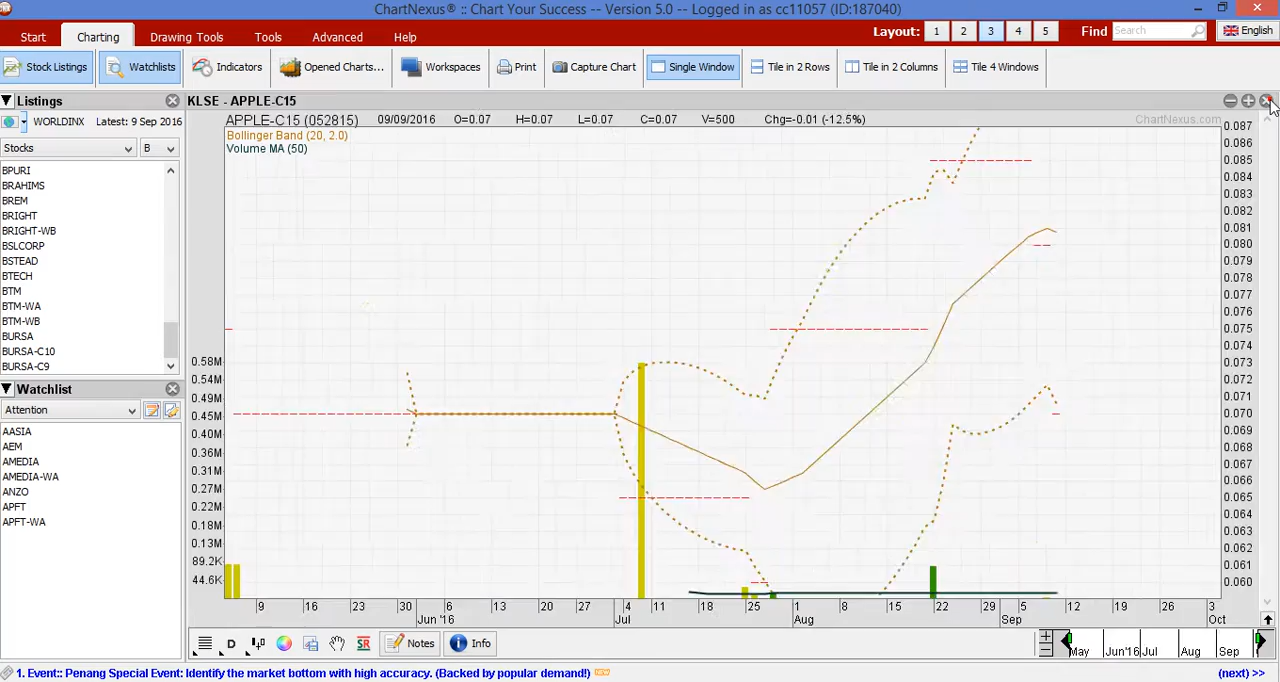 ChartNexus® :: Chart Your Success -- Version 5.0 -- Logged in as cc11057 (ID:187040)
Start Charting Drawing Tools Tools Advanced Help Layout: 1 2 3 4 5 Find Search English
Stock Listings Watchlists Indicators Opened Charts... Workspaces Print Capture Chart Single Window Tile in 2 Rows Tile in 2 Columns Tile 4 Windows
Listings
KLSE - APPLE-C15
WORLDINX Latest: 9 Sep 2016
Stocks B
BPURI
BRAHIMS
BREM
BRIGHT
BRIGHT-WB
BSLCORP
BSTEAD
BTECH
BTM
BTM-WA
BTM-WB
BURSA
BURSA-C10
BURSA-C9
Watchlist
Attention
AASIA
AEM
AMEDIA
AMEDIA-WA
ANZO
APFT
APFT-WA
APPLE-C15 (052815) 09/09/2016 O=0.07 H=0.07 L=0.07 C=0.07 V=500 Chg=-0.01 (-12.5%) ChartNexus.com
Bollinger Band (20, 2.0)
Volume MA (50)
0.58M
0.54M
0.49M
0.45M
0.40M
0.36M
0.31M
0.27M
0.22M
0.18M
0.13M
89.2K
44.6K
0.087
0.086
0.085
0.084
0.083
0.082
0.081
0.080
0.079
0.078
0.077
0.076
0.075
0.074
0.073
0.072
0.071
0.070
0.069
0.068
0.067
0.066
0.065
0.064
0.063
0.062
0.061
0.060
9 16 23 30 6 13 20 27 4 11 18 25 1 8 15 22 29 5 12 19 26 3
Jun '16 Jul Aug Sep Oct
D SR Notes Info
May Jun'16 Jul Aug Sep
1. Event:: Penang Special Event: Identify the market bottom with high accuracy. (Backed by popular demand!) NEW (next) >>